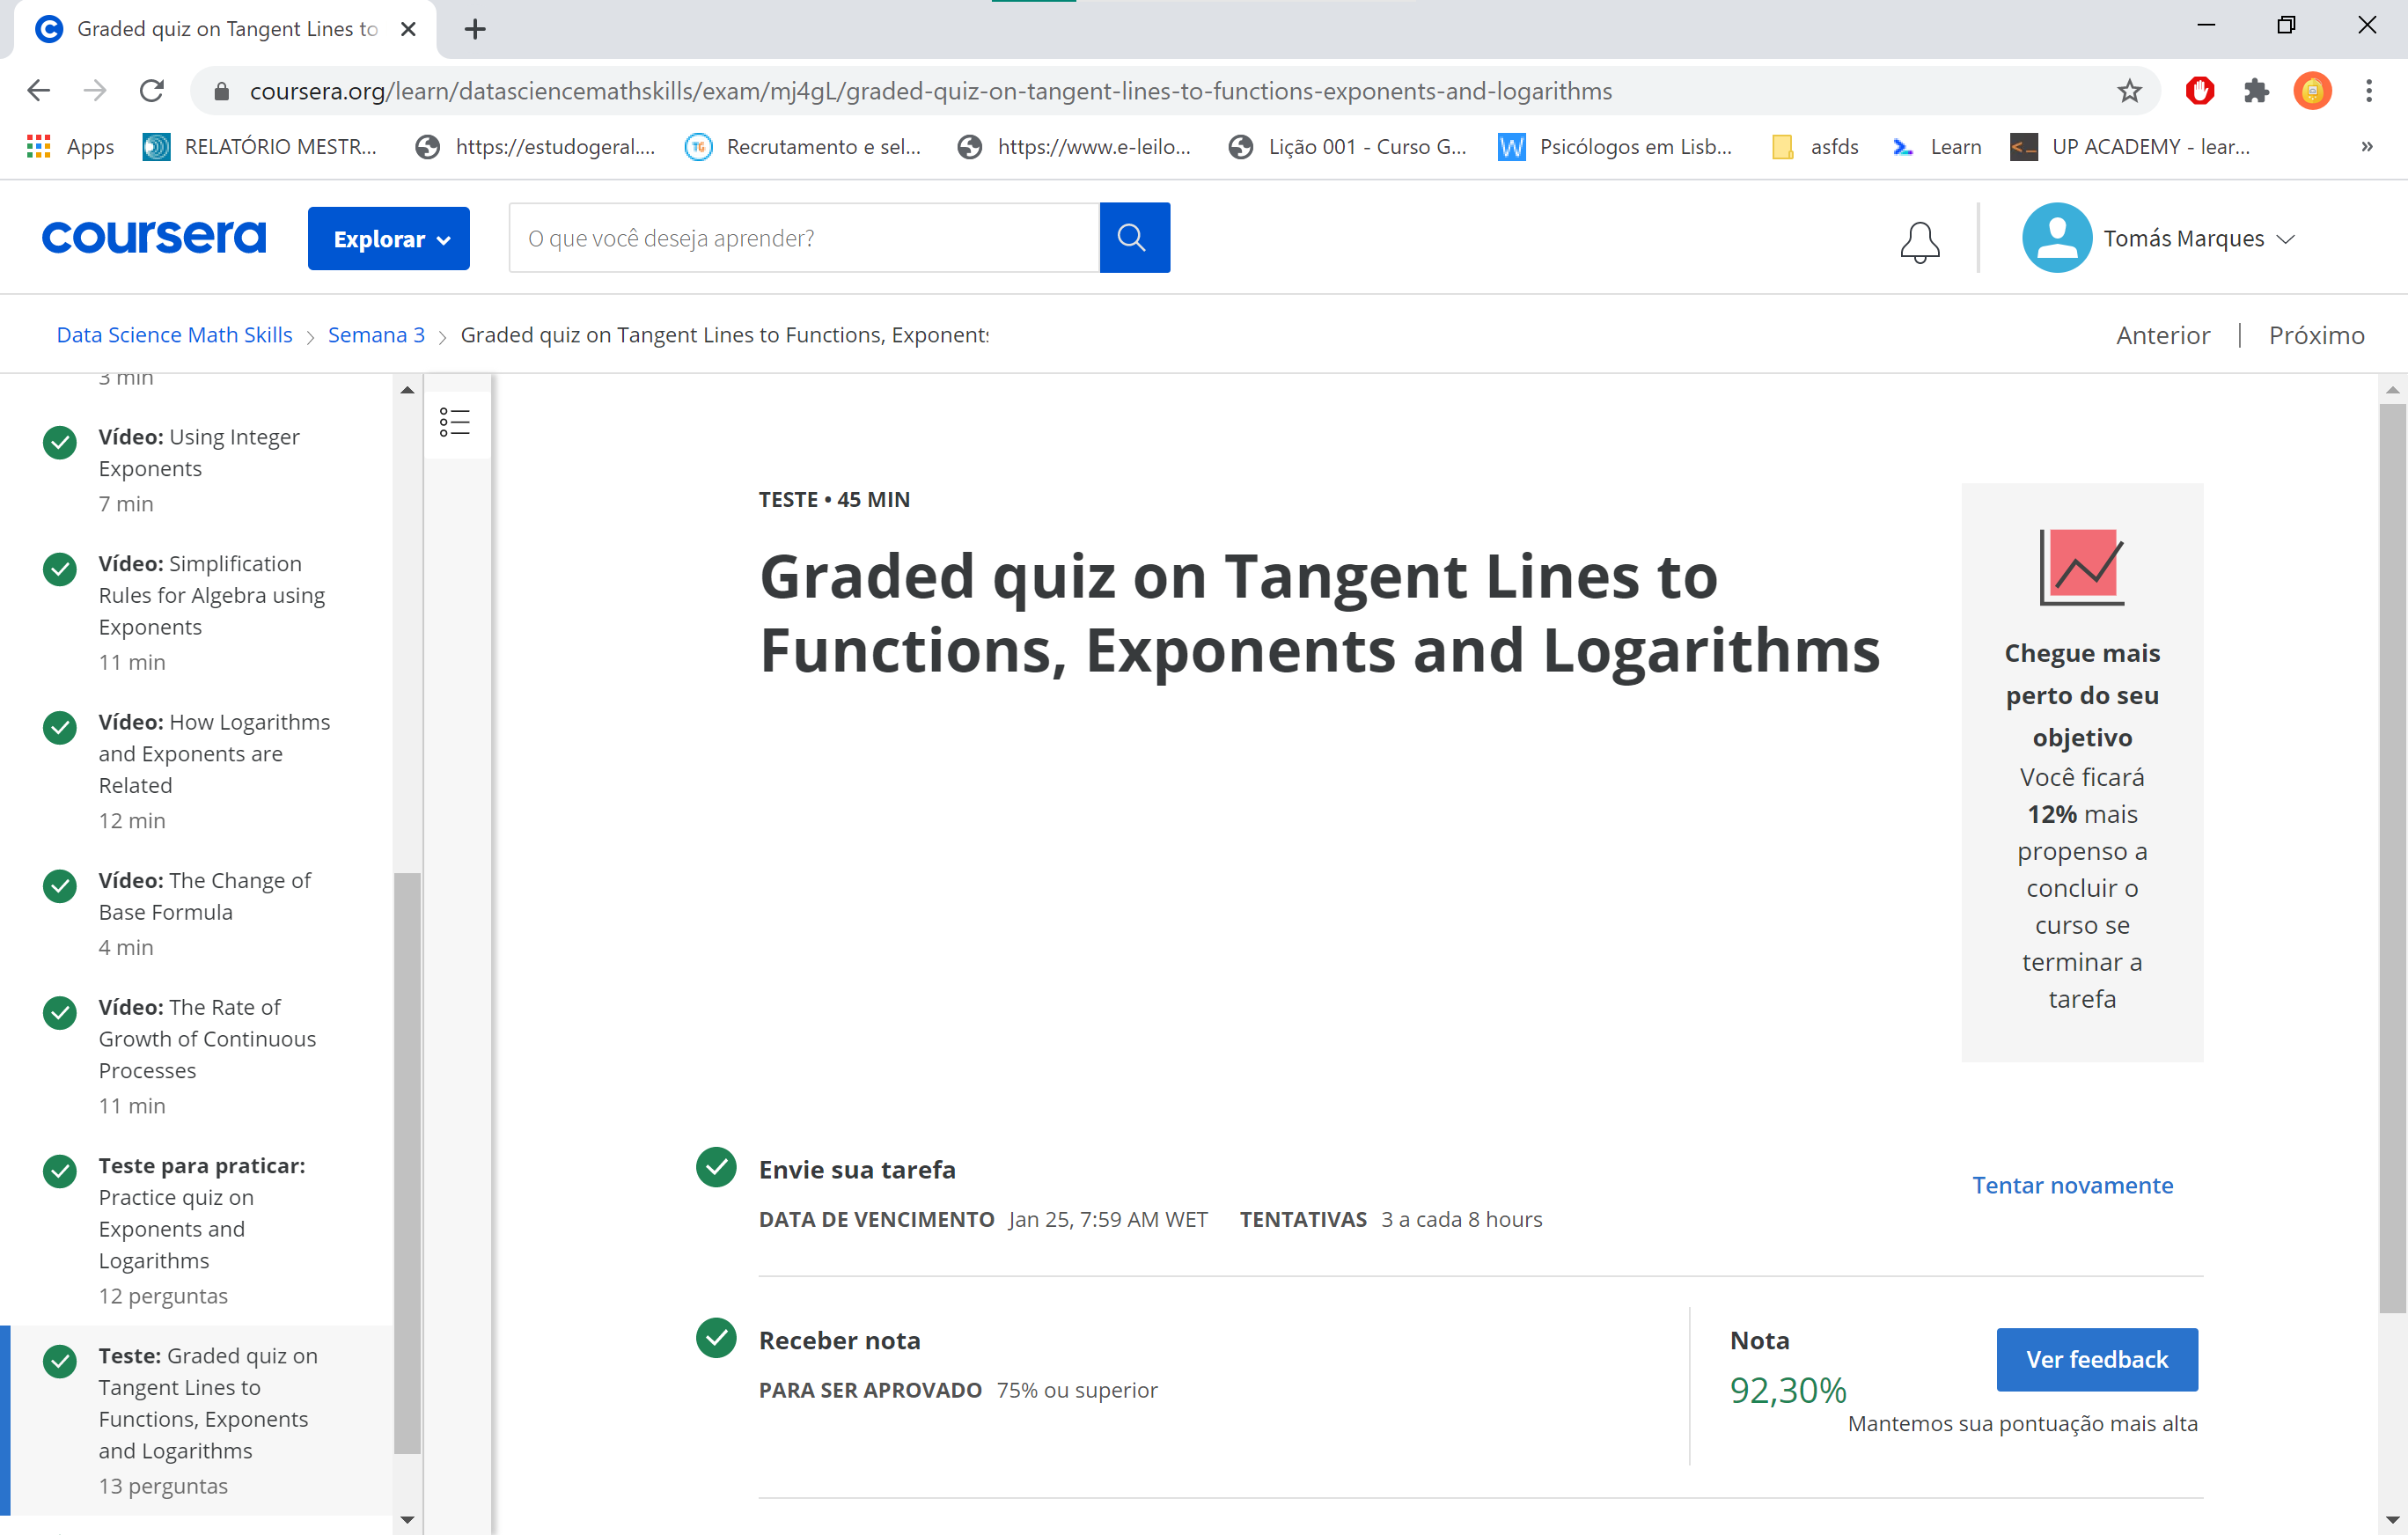 Graded quiz on Tangent Lines to
coursera.org/learn/datasciencemathskills/exam/mj4gL/graded-quiz-on-tangent-lines-to-functions-exponents-and-logarithms
Apps
RELATÓRIO MESTR...
https://estudogeral....
Recrutamento e sel...
https://www.e-leilo...
Lição 001 - Curso G...
Psicólogos em Lisb...
asfds
Learn
UP ACADEMY - lear...
»
coursera
Explorar
O que você deseja aprender?
Tomás Marques
Data Science Math Skills
Semana 3
Graded quiz on Tangent Lines to Functions, Exponents
Anterior
Próximo
3 min
Vídeo: Using Integer
Exponents
7 min
Vídeo: Simplification
Rules for Algebra using
Exponents
11 min
Vídeo: How Logarithms
and Exponents are
Related
12 min
Vídeo: The Change of
Base Formula
4 min
Vídeo: The Rate of
Growth of Continuous
Processes
11 min
Teste para praticar:
Practice quiz on
Exponents and
Logarithms
12 perguntas
Teste: Graded quiz on
Tangent Lines to
Functions, Exponents
and Logarithms
13 perguntas
TESTE • 45 MIN
Graded quiz on Tangent Lines to
Functions, Exponents and Logarithms
Chegue mais
perto do seu
objetivo
Você ficará
12% mais
propenso a
concluir o
curso se
terminar a
tarefa
Envie sua tarefa
DATA DE VENCIMENTO Jan 25, 7:59 AM WET TENTATIVAS 3 a cada 8 hours
Tentar novamente
Receber nota
PARA SER APROVADO 75% ou superior
Nota
92,30%
Ver feedback
Mantemos sua pontuação mais alta